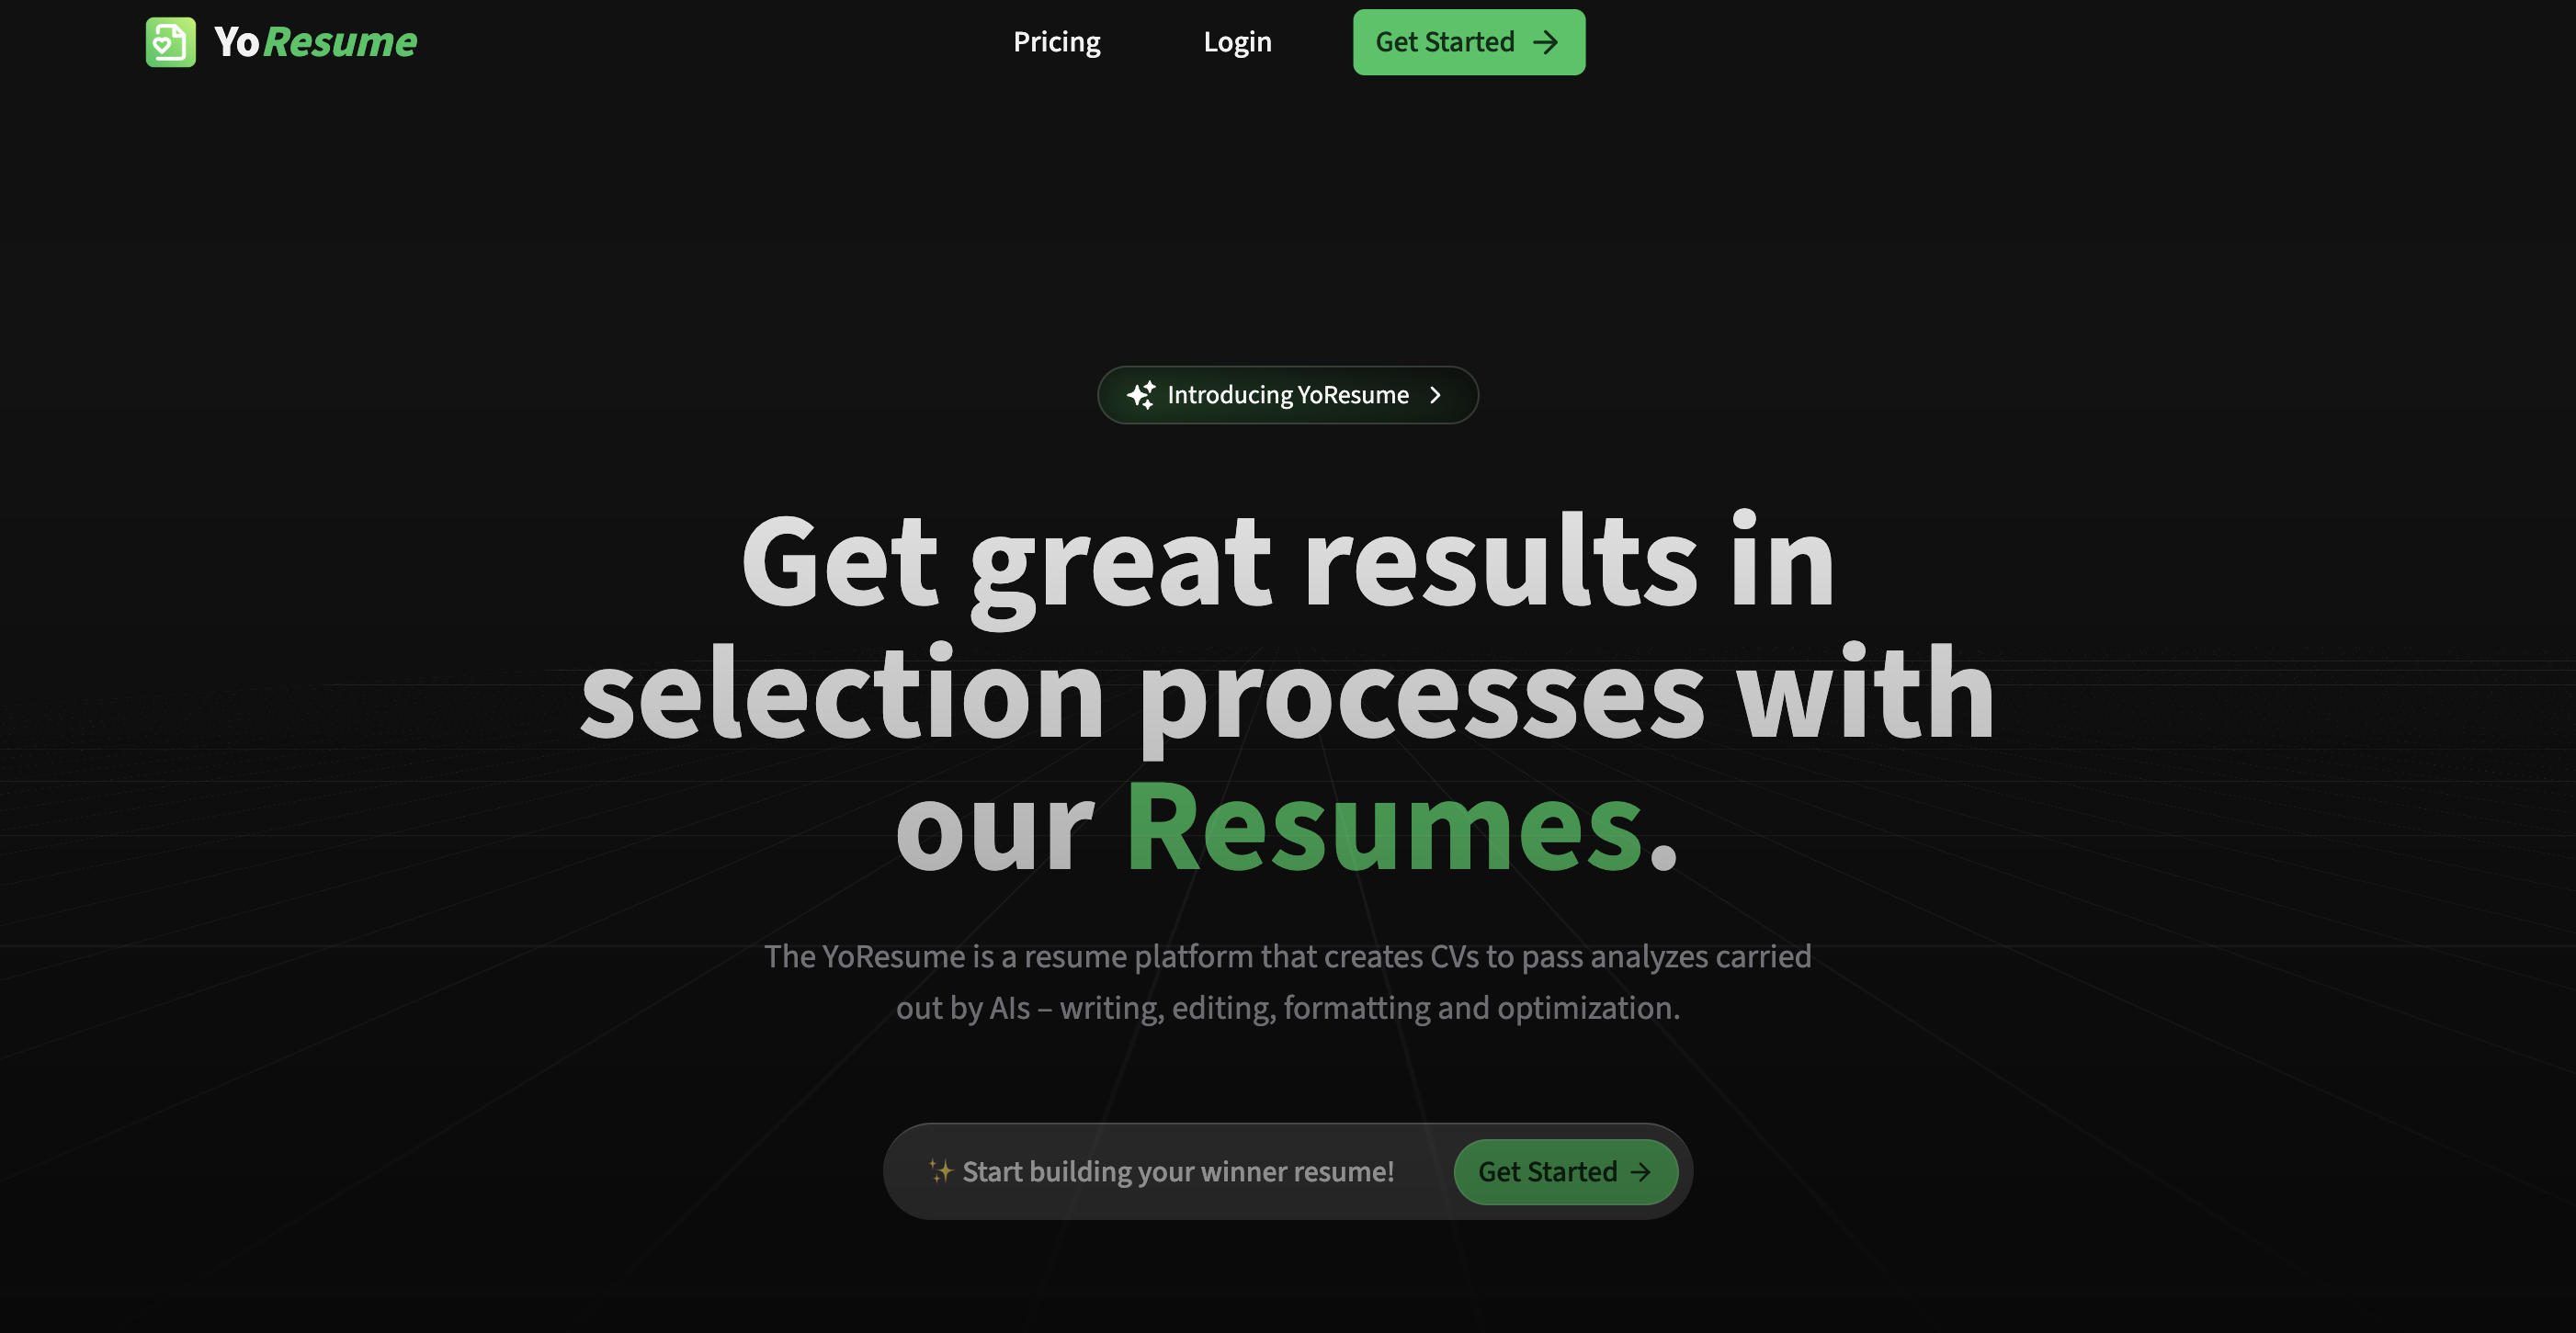 YoResume
Pricing
Login
Get Started →
Introducing YoResume >
Get great results in
selection processes with
our Resumes.
The YoResume is a resume platform that creates CVs to pass analyzes carried
out by AIs – writing, editing, formatting and optimization.
✨ Start building your winner resume!
Get Started →